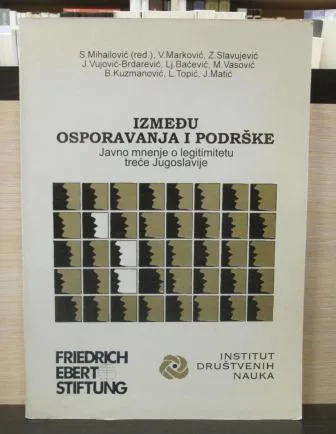 S.Mihailović (red.), V.Marković, Z.Slavujević
J.Vujović-Brdarević, Lj.Baćević, M.Vasović
B.Kuzmanović, L.Topić, J.Matić
IZMEĐU
OSPORAVANJA I PODRŠKE
Javno mnenje o legitimitetu
treće Jugoslavije
FRIEDRICH
EBERT
STIFTUNG
INSTITUT
DRUŠTVENIH
NAUKA